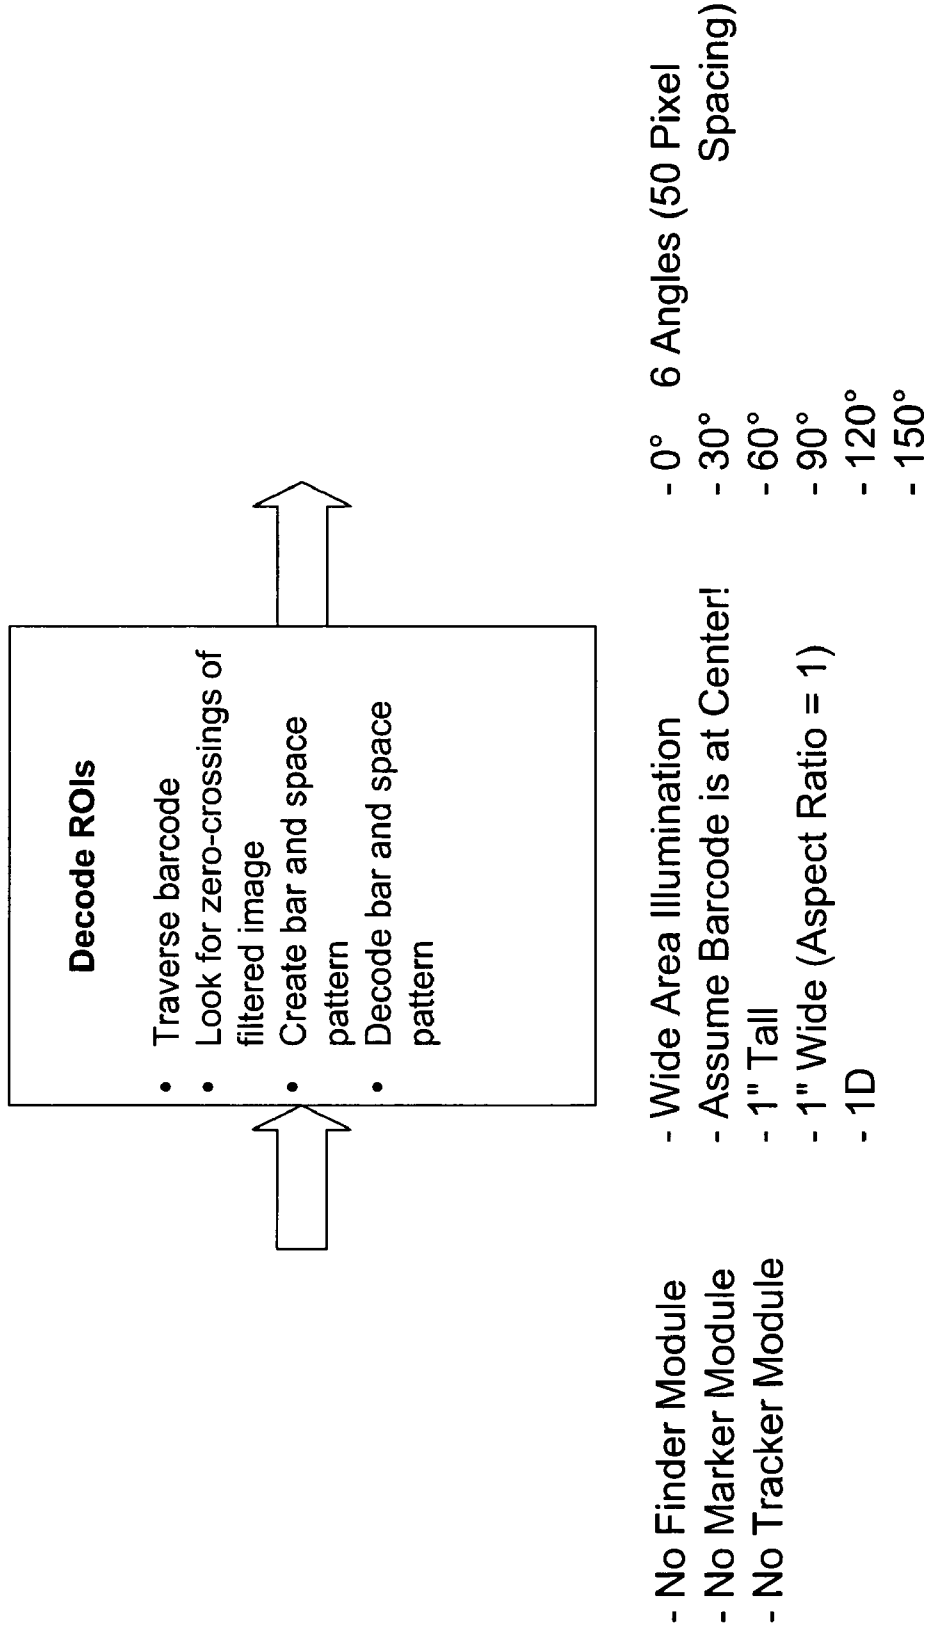 Decode ROIs
• Traverse barcode
• Look for zero-crossings of
filtered image
• Create bar and space
pattern
• Decode bar and space
pattern
- No Finder Module
- No Marker Module
- No Tracker Module
- Wide Area Illumination
- Assume Barcode is at Center!
- 1" Tall
- 1" Wide (Aspect Ratio = 1)
- 1D
- 0° 6 Angles (50 Pixel
- 30° Spacing)
- 60°
- 90°
- 120°
- 150°